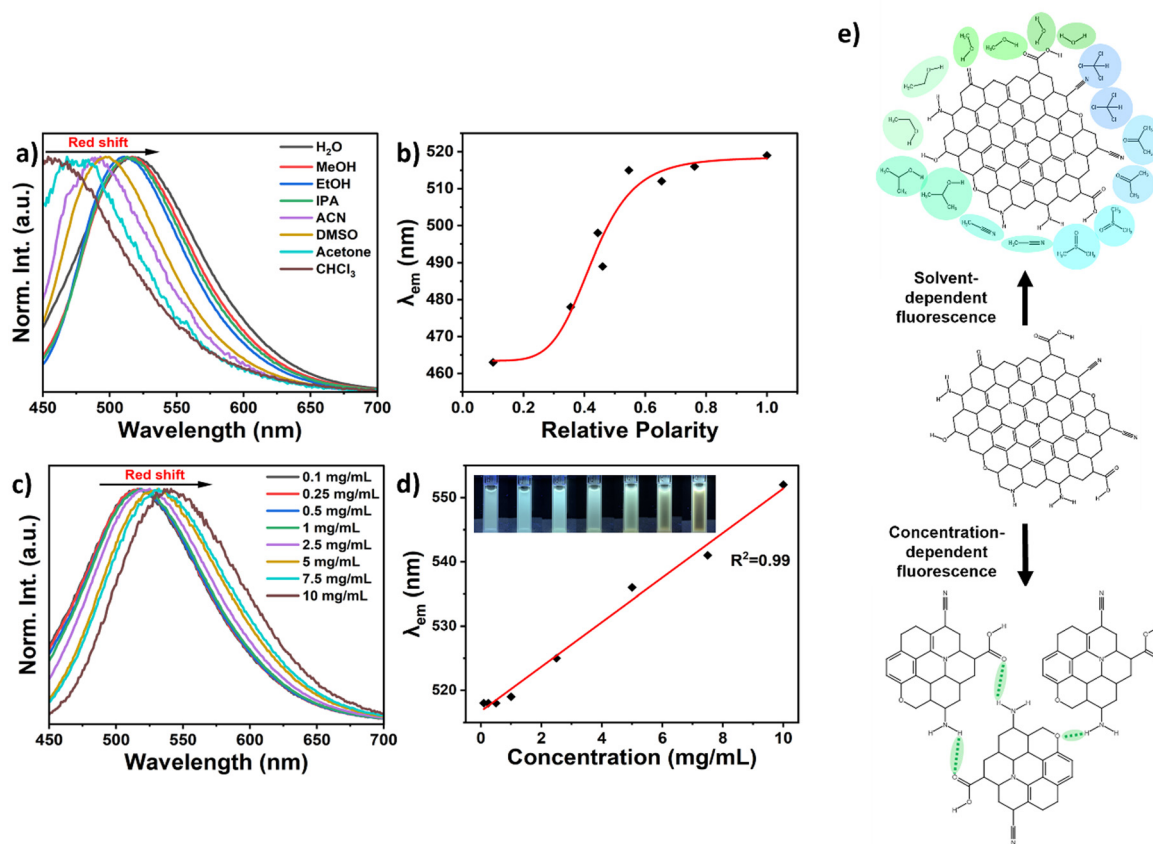 a)
Red shift
H₂O
MeOH
EtOH
IPA
ACN
DMSO
Acetone
CHCl₃
Norm. Int. (a.u.)
450 500 550 600 650 700
Wavelength (nm)
b)
520
510
500
490
480
470
460
λem (nm)
0.0 0.2 0.4 0.6 0.8 1.0
Relative Polarity
c)
Red shift
0.1 mg/mL
0.25 mg/mL
0.5 mg/mL
1 mg/mL
2.5 mg/mL
5 mg/mL
7.5 mg/mL
10 mg/mL
Norm. Int. (a.u.)
450 500 550 600 650 700
Wavelength (nm)
d)
550
540
530
520
λem (nm)
R²=0.99
0 2 4 6 8 10
Concentration (mg/mL)
e)
Solvent-
dependent
fluorescence
Concentration-
dependent
fluorescence